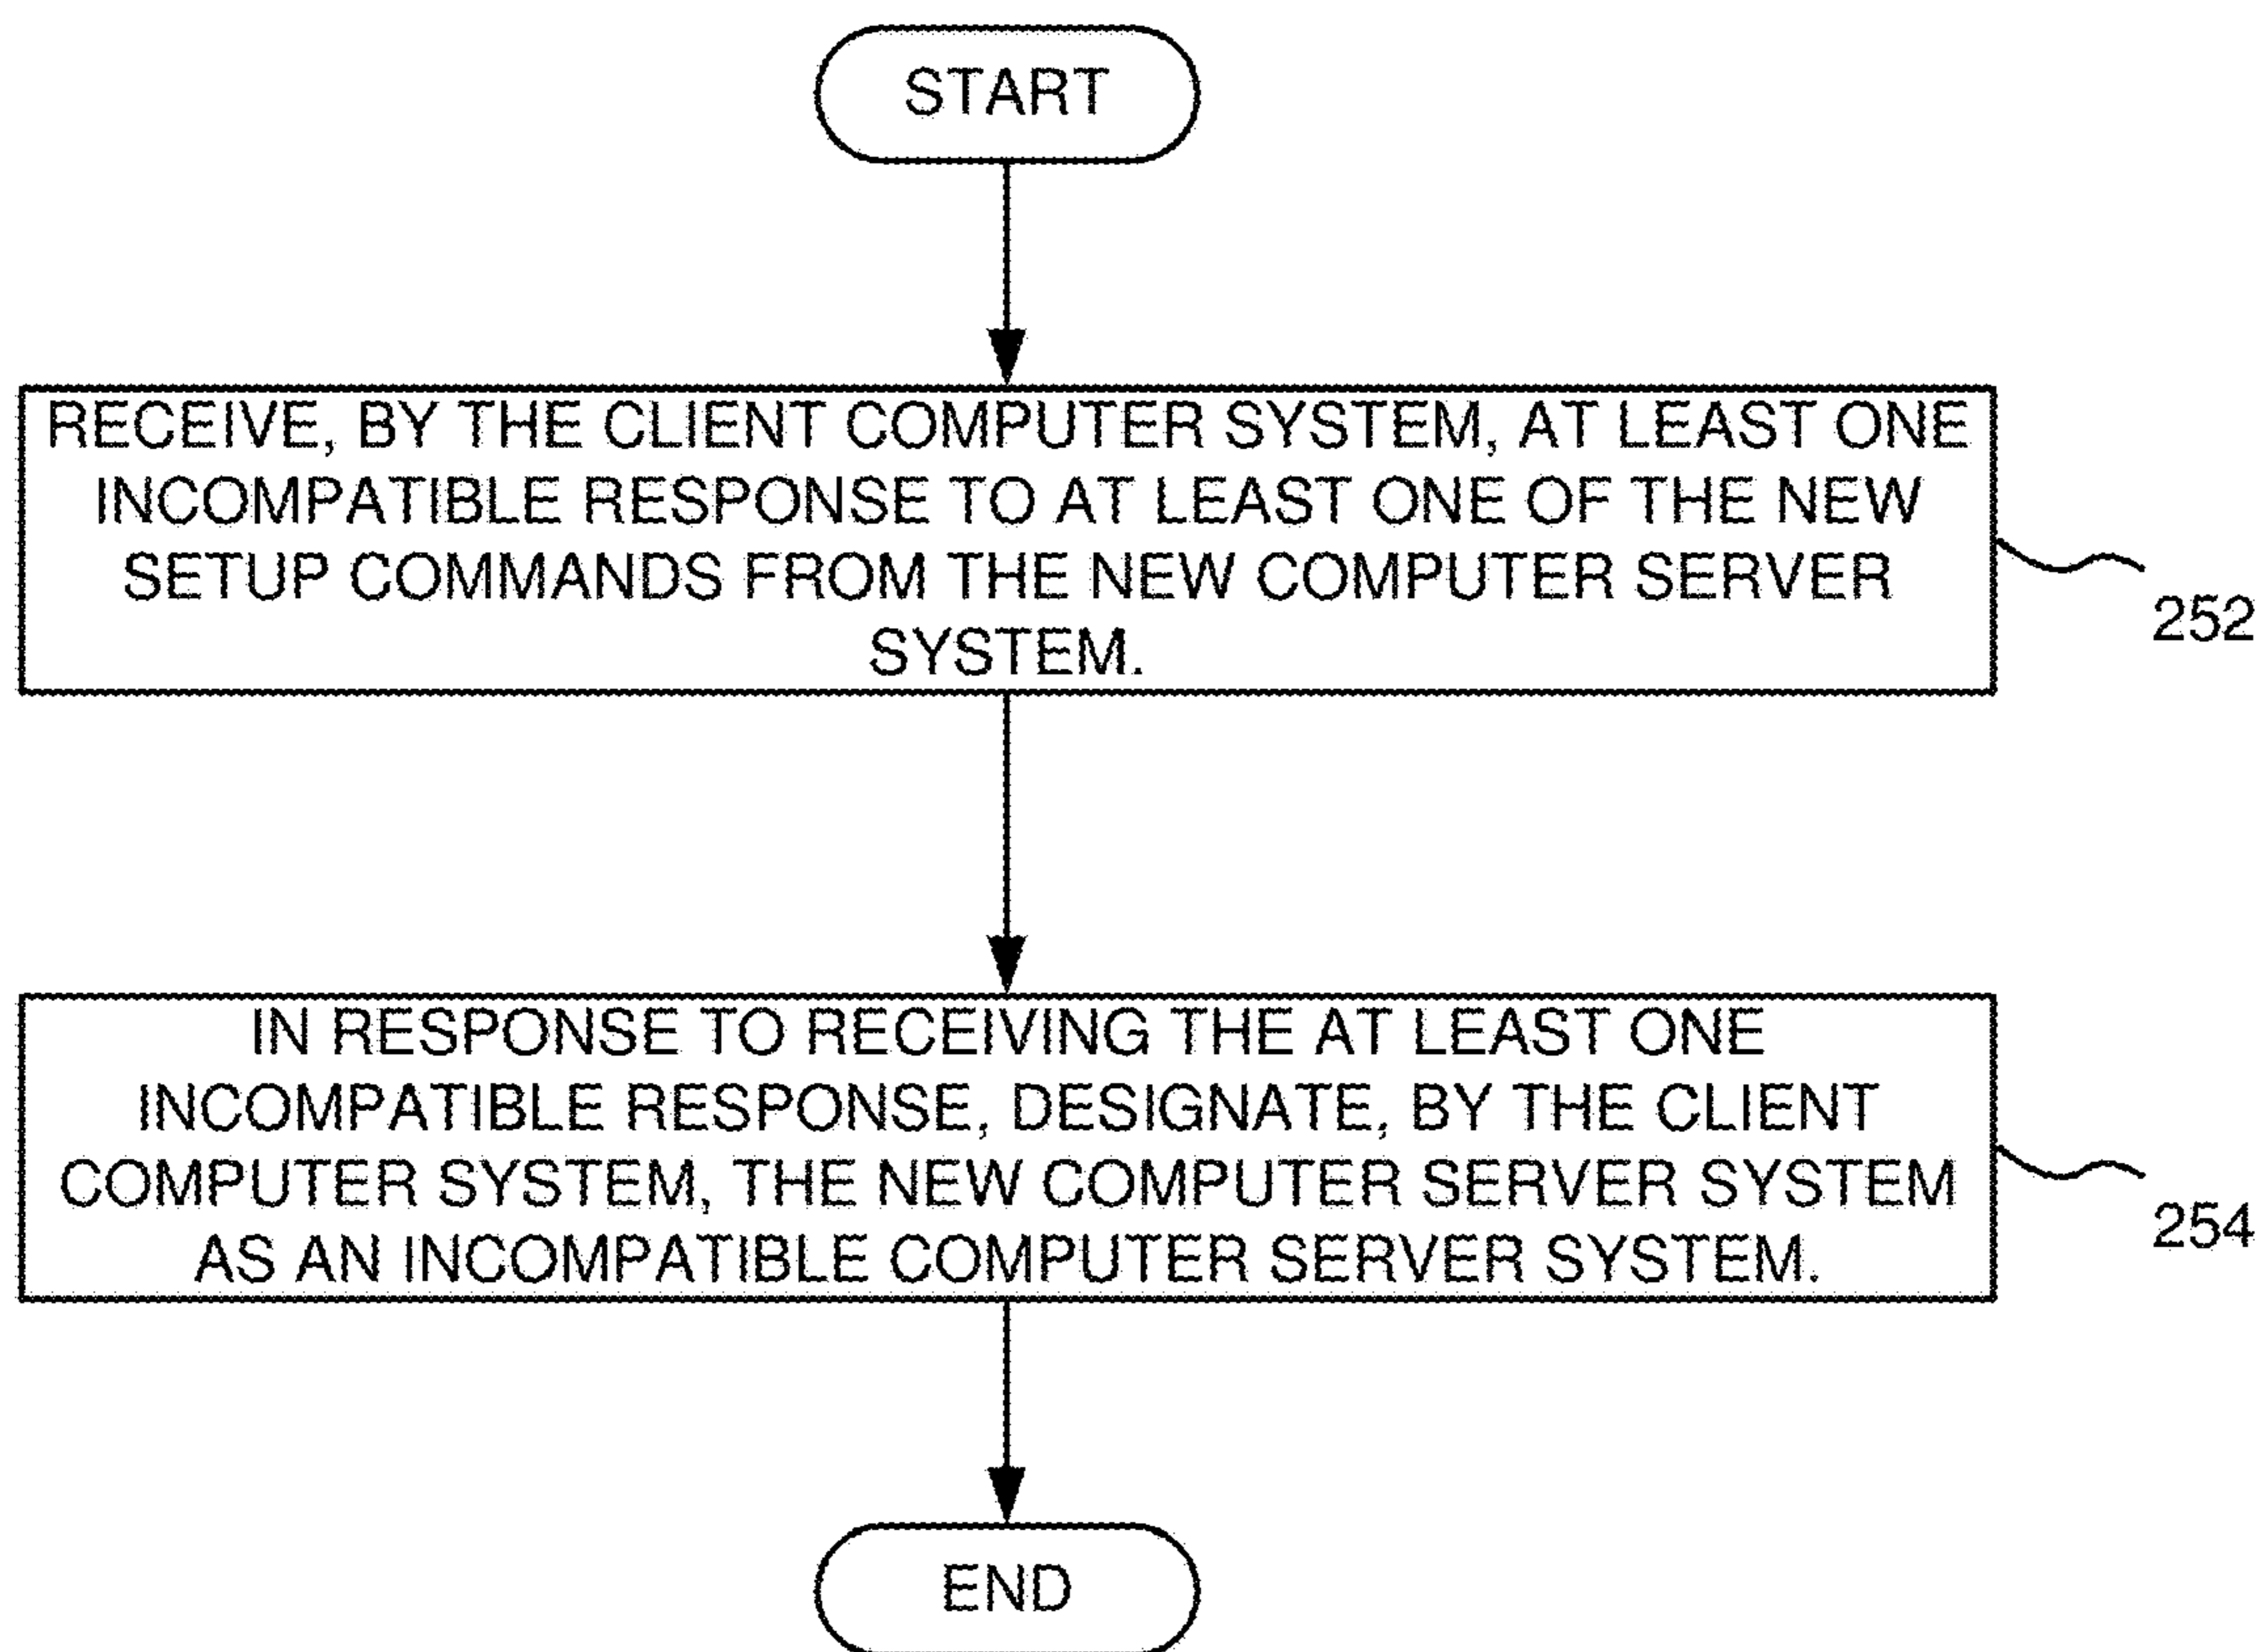 START
RECEIVE, BY THE CLIENT COMPUTER SYSTEM, AT LEAST ONE
INCOMPATIBLE RESPONSE TO AT LEAST ONE OF THE NEW
SETUP COMMANDS FROM THE NEW COMPUTER SERVER
SYSTEM.
252
IN RESPONSE TO RECEIVING THE AT LEAST ONE
INCOMPATIBLE RESPONSE, DESIGNATE, BY THE CLIENT
COMPUTER SYSTEM, THE NEW COMPUTER SERVER SYSTEM
AS AN INCOMPATIBLE COMPUTER SERVER SYSTEM.
254
END